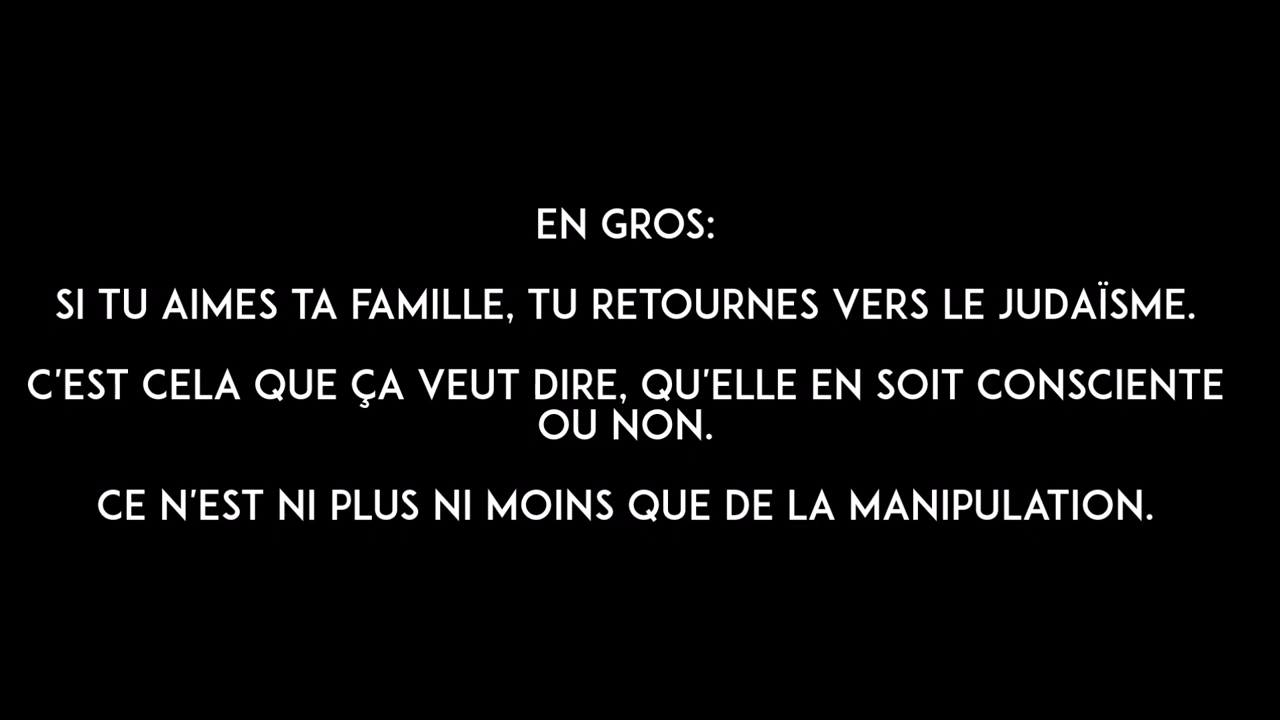 EN GROS:
SI TU AIMES TA FAMILLE, TU RETOURNES VERS LE JUDAÏSME.
C'EST CELA QUE ÇA VEUT DIRE, QU'ELLE EN SOIT CONSCIENTE
OU NON.
CE N'EST NI PLUS NI MOINS QUE DE LA MANIPULATION.